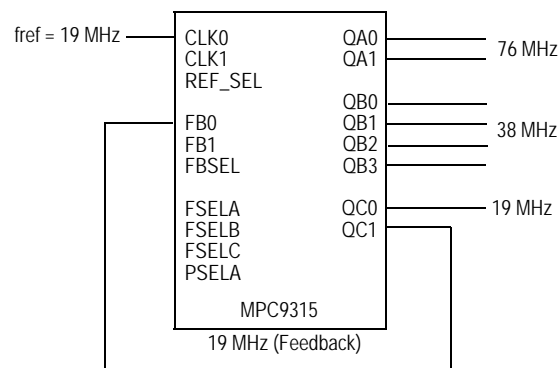 fref = 19 MHz
CLK0
CLK1
REF_SEL
FB0
FB1
FBSEL
FSELA
FSELB
FSELC
PSELA
QA0
QA1
QB0
QB1
QB2
QB3
QC0
QC1
76 MHz
38 MHz
19 MHz
MPC9315
19 MHz (Feedback)